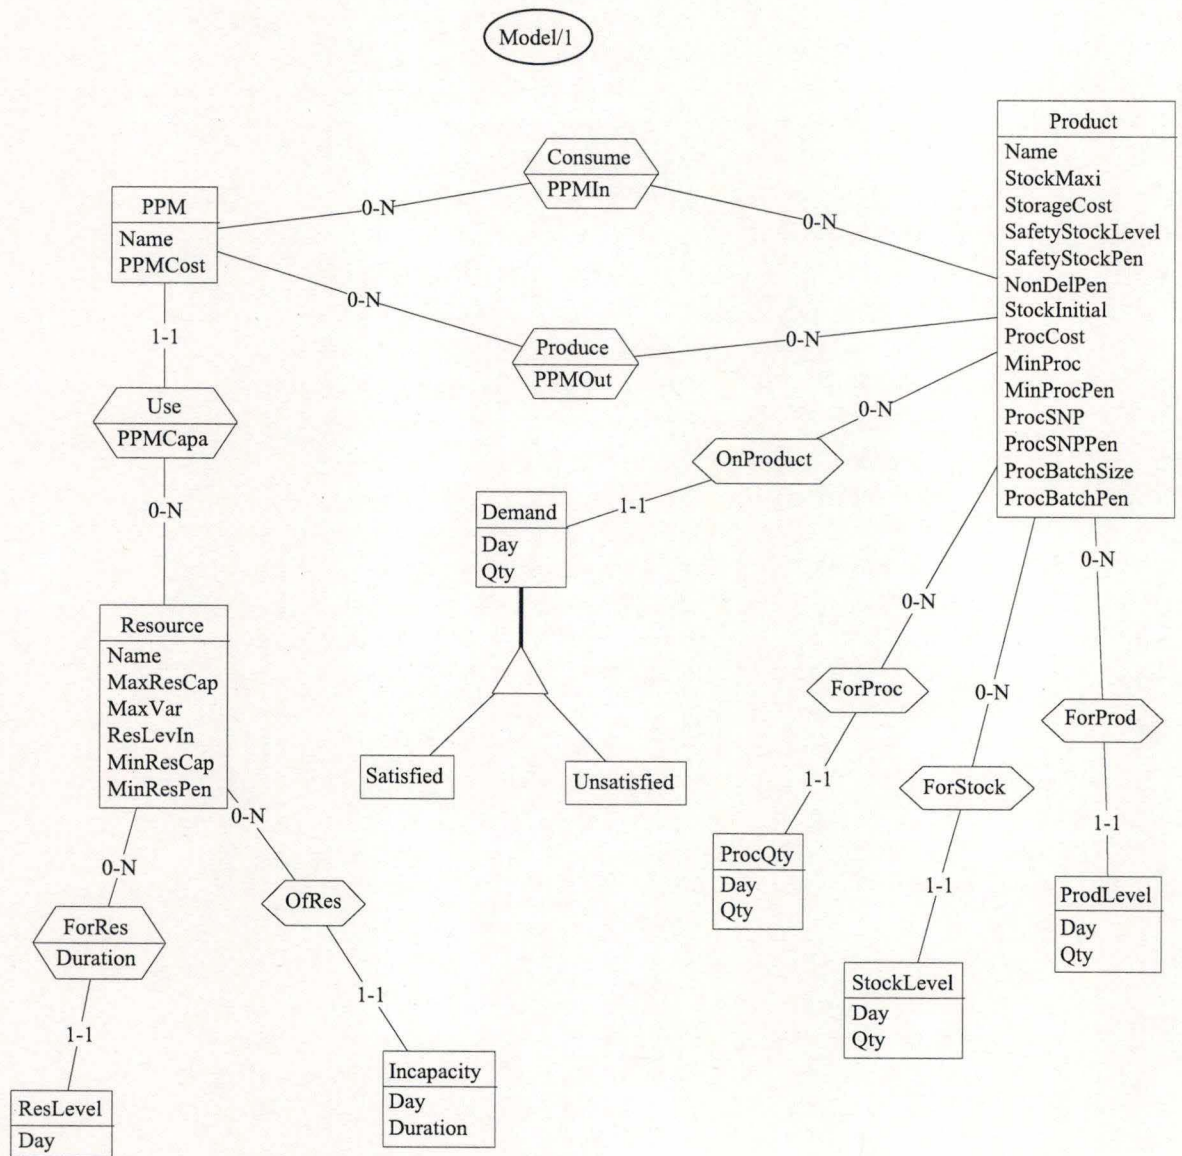 Model/1
Product
Name
StockMaxi
StorageCost
SafetyStockLevel
SafetyStockPen
NonDelPen
StockInitial
ProcCost
MinProc
MinProcPen
ProcSNP
ProcSNPPen
ProcBatchSize
ProcBatchPen
Consume
PPMIn
0-N
0-N
PPM
Name
PPMCost
0-N
0-N
Produce
PPMOut
1-1
Use
PPMCapa
0-N
0-N
OnProduct
1-1
Demand
Day
Qty
Satisfied
Unsatisfied
Resource
Name
MaxResCap
MaxVar
ResLevIn
MinResCap
MinResPen
0-N
ForProc
1-1
ProcQty
Day
Qty
0-N
ForStock
1-1
StockLevel
Day
Qty
0-N
ForProd
1-1
ProdLevel
Day
Qty
0-N
ForRes
Duration
1-1
ResLevel
Day
0-N
OfRes
1-1
Incapacity
Day
Duration